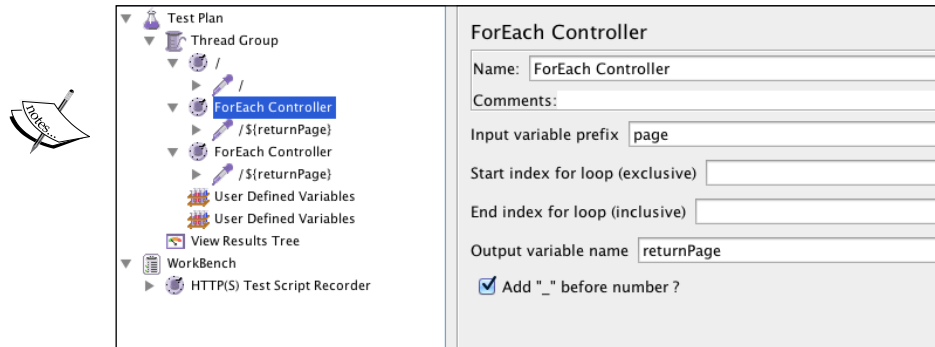 notes...
Test Plan
Thread Group
/
/
ForEach Controller
/${returnPage}
ForEach Controller
/${returnPage}
User Defined Variables
User Defined Variables
View Results Tree
WorkBench
HTTP(S) Test Script Recorder
ForEach Controller
Name: ForEach Controller
Comments:
Input variable prefix page
Start index for loop (exclusive)
End index for loop (inclusive)
Output variable name returnPage
Add "_" before number ?